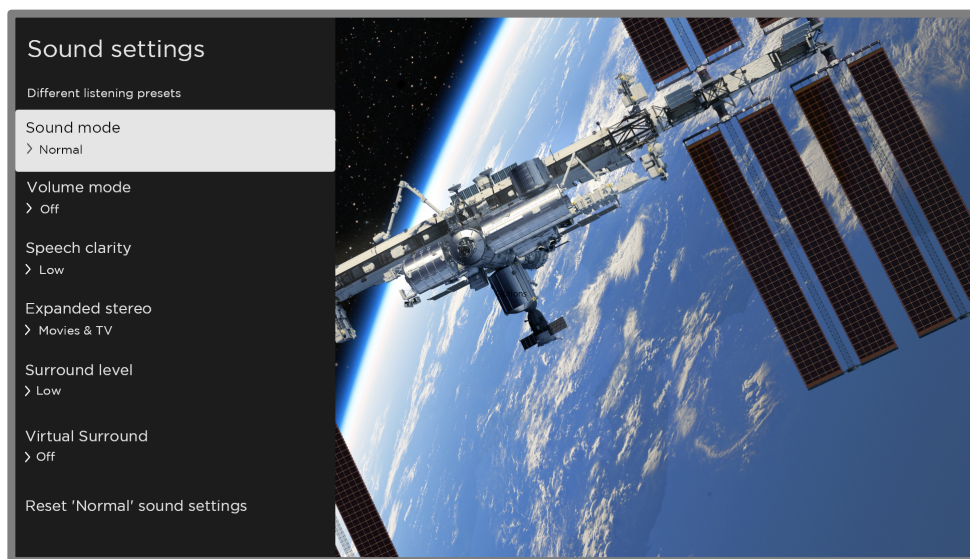 Sound settings
Different listening presets
Sound mode
Normal
Volume mode
Off
Speech clarity
Low
Expanded stereo
Movies & TV
Surround level
Low
Virtual Surround
Off
Reset 'Normal' sound settings